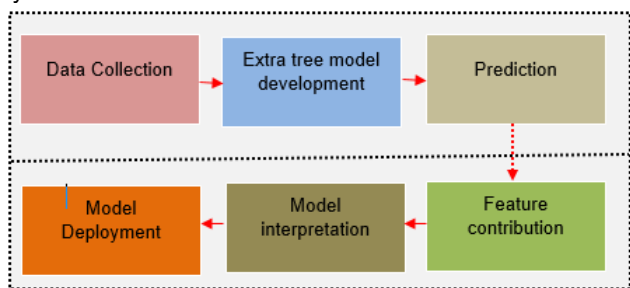 Data Collection
Extra tree model
development
Prediction
Model
Deployment
Model
interpretation
Feature
contribution